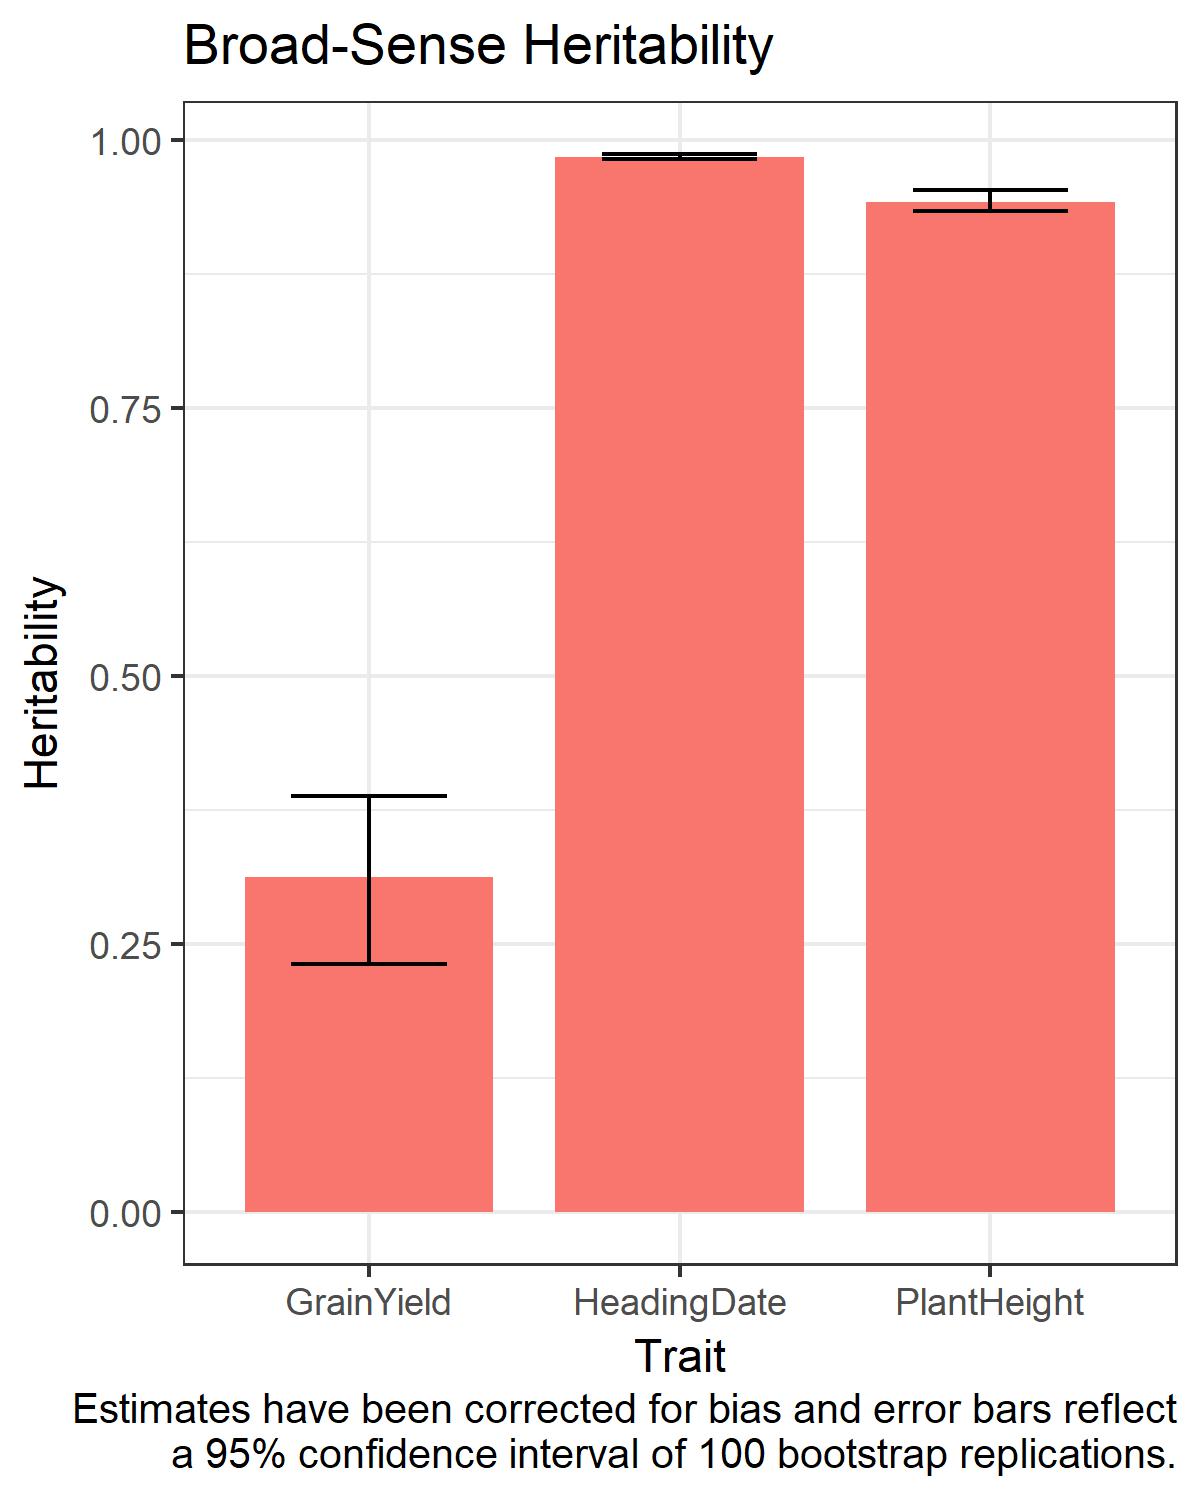 Broad-Sense Heritability
1.00
0.75
0.50
0.25
0.00
Heritability
GrainYield HeadingDate PlantHeight
Trait
Estimates have been corrected for bias and error bars reflect
a 95% confidence interval of 100 bootstrap replications.